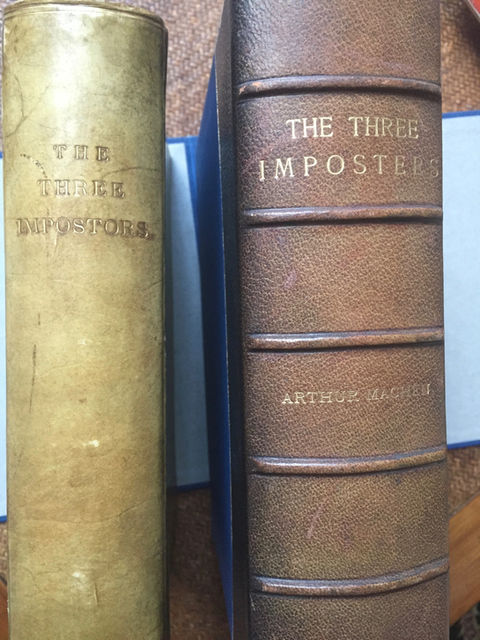 THE
THREE
IMPOSTORS.
THE THREE
IMPOSTERS
ARTHUR MACHEN